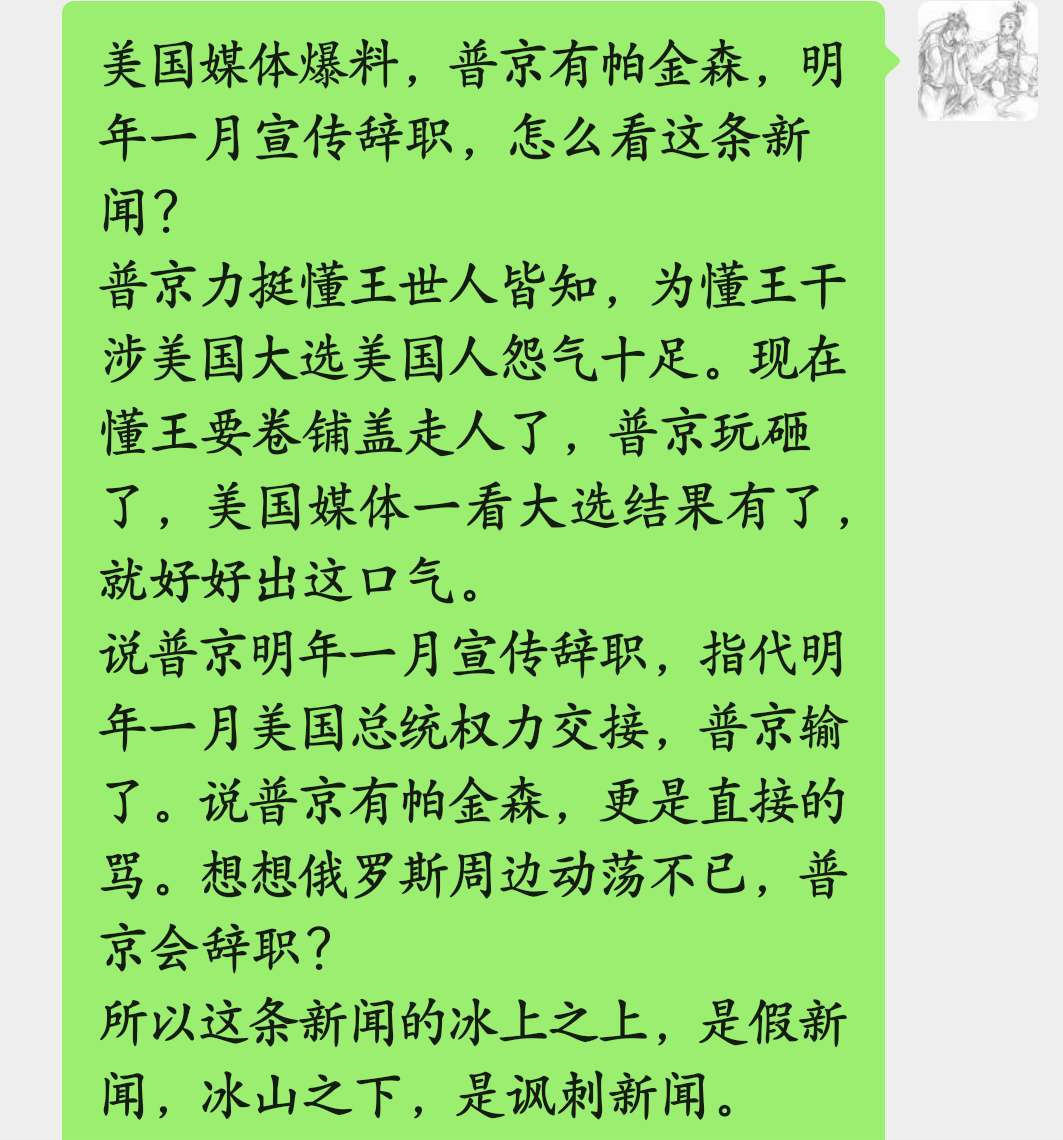 美国媒体爆料，普京有帕金森，明
年一月宣传辞职，怎么看这条新
闻？
普京力挺懂王世人皆知，为懂王干
涉美国大选美国人怨气十足。现在
懂王要卷铺盖走人了，普京玩砸
了，美国媒体一看大选结果有了，
就好好出这口气。
说普京明年一月宣传辞职，指代明
年一月美国总统权力交接，普京输
了。说普京有帕金森，更是直接的
骂。想想俄罗斯周边动荡不已，普
京会辞职？
所以这条新闻的冰上之上，是假新
闻，冰山之下，是讽刺新闻。